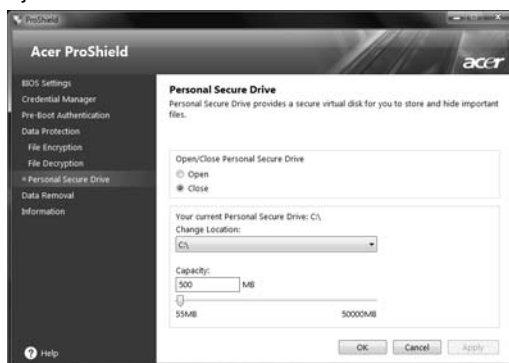 ProShield
Acer ProShield
acer
BIOS Settings
Credential Manager
Pre-Boot Authentication
Data Protection
File Encryption
File Decryption
Personal Secure Drive
Data Removal
Information
Help
Personal Secure Drive
Personal Secure Drive provides a secure virtual disk for you to store and hide important
files.
Open/Close Personal Secure Drive
Open
Close
Your current Personal Secure Drive: C:\,
Change Location:
C:\
Capacity:
500 MB
55MB 50000MB
OK Cancel Apply